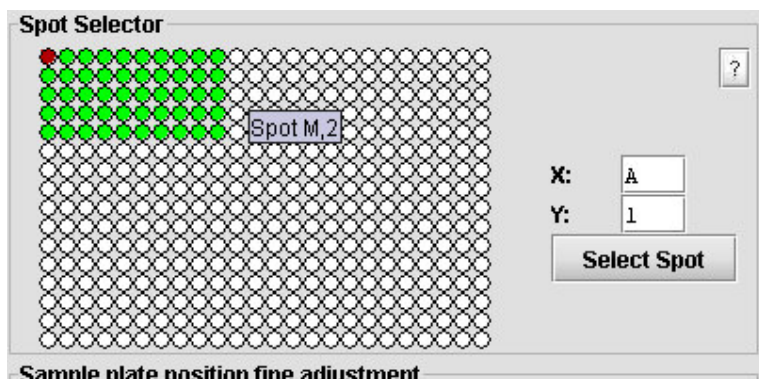 Spot Selector
?
Spot M,2
X: A
Y: 1
Select Spot
Sample plate position fine adjustment